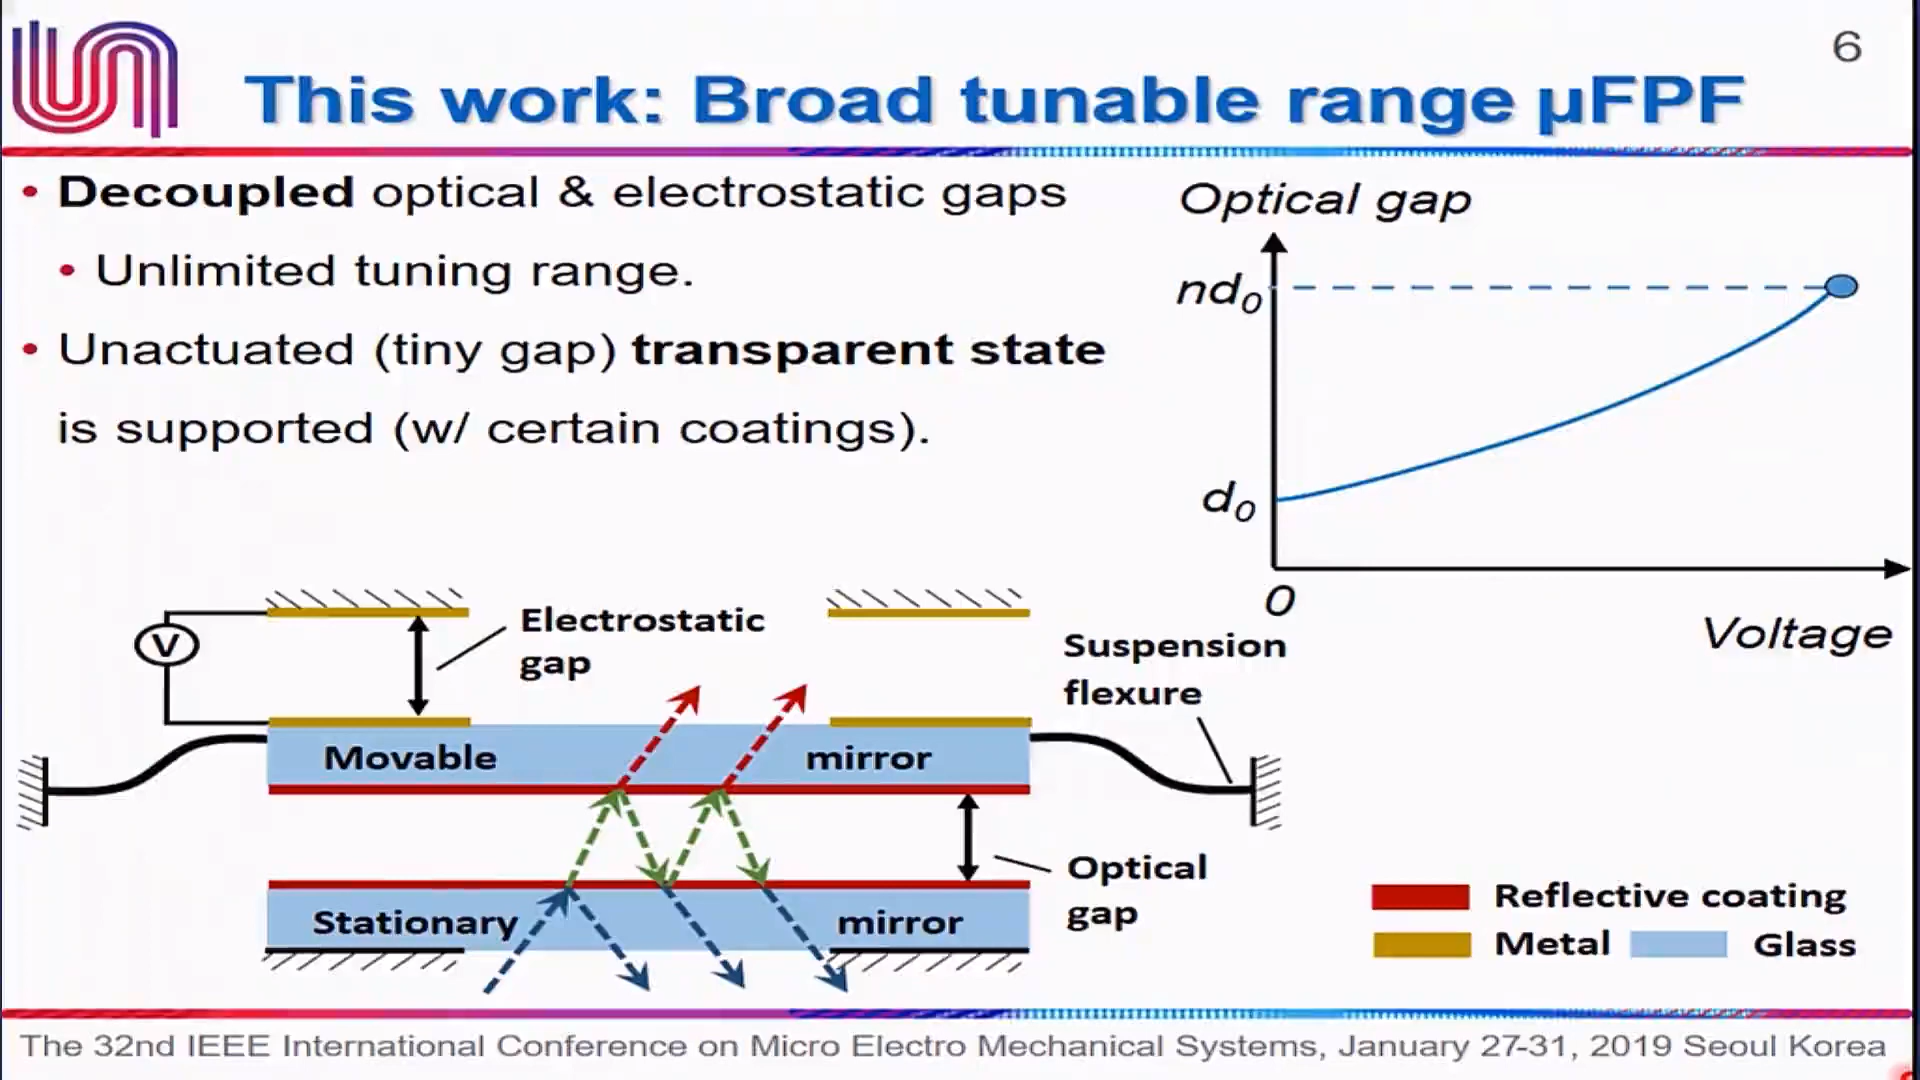 6
This work: Broad tunable range µFPF
• Decoupled optical & electrostatic gaps
• Unlimited tuning range.
• Unactuated (tiny gap) transparent state
is supported (w/ certain coatings).
Optical gap
nd0
d0
0
Voltage
V
Electrostatic
gap
Suspension
flexure
Movable mirror
Optical
gap
Stationary mirror
Reflective coating
Metal Glass
The 32nd IEEE International Conference on Micro Electro Mechanical Systems, January 27-31, 2019 Seoul Korea